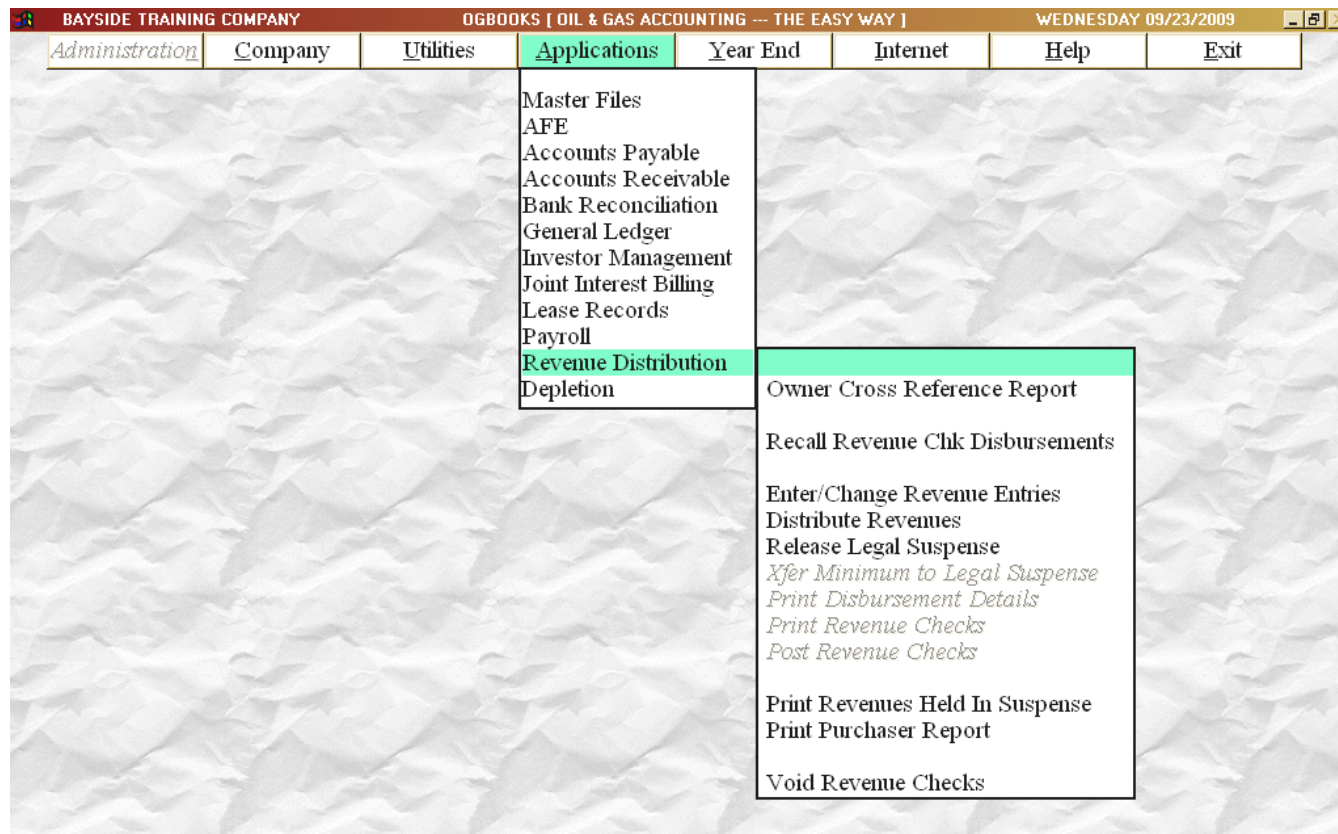 BAYSIDE TRAINING COMPANY OGBOOKS [ OIL & GAS ACCOUNTING --- THE EASY WAY ] WEDNESDAY 09/23/2009
Administration Company Utilities Applications Year End Internet Help Exit
Master Files
AFE
Accounts Payable
Accounts Receivable
Bank Reconciliation
General Ledger
Investor Management
Joint Interest Billing
Lease Records
Payroll
Revenue Distribution
Depletion
Owner Cross Reference Report
Recall Revenue Chk Disbursements
Enter/Change Revenue Entries
Distribute Revenues
Release Legal Suspense
Xfer Minimum to Legal Suspense
Print Disbursement Details
Print Revenue Checks
Post Revenue Checks
Print Revenues Held In Suspense
Print Purchaser Report
Void Revenue Checks